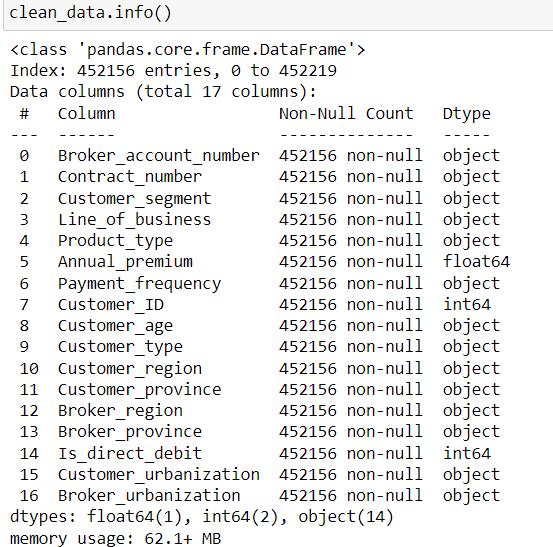 clean_data.info()
<class 'pandas.core.frame.DataFrame'>
Index: 452156 entries, 0 to 452219
Data columns (total 17 columns):
 #   Column                 Non-Null Count   Dtype
---  ------                 --------------   -----
 0   Broker_account_number  452156 non-null  object
 1   Contract_number        452156 non-null  object
 2   Customer_segment       452156 non-null  object
 3   Line_of_business       452156 non-null  object
 4   Product_type           452156 non-null  object
 5   Annual_premium         452156 non-null  float64
 6   Payment_frequency      452156 non-null  object
 7   Customer_ID            452156 non-null  int64
 8   Customer_age           452156 non-null  object
 9   Customer_type          452156 non-null  object
 10  Customer_region        452156 non-null  object
 11  Customer_province      452156 non-null  object
 12  Broker_region          452156 non-null  object
 13  Broker_province        452156 non-null  object
 14  Is_direct_debit        452156 non-null  int64
 15  Customer_urbanization  452156 non-null  object
 16  Broker_urbanization    452156 non-null  object
dtypes: float64(1), int64(2), object(14)
memory usage: 62.1+ MB